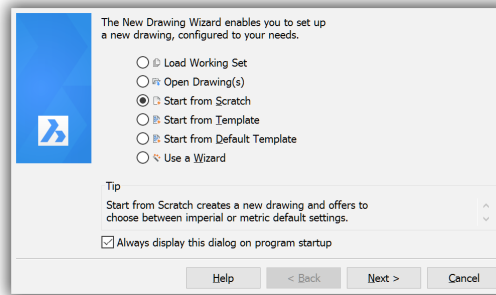 The New Drawing Wizard enables you to set up
a new drawing, configured to your needs.
Load Working Set
Open Drawing(s)
Start from Scratch
Start from Template
Start from Default Template
Use a Wizard
Tip
Start from Scratch creates a new drawing and offers to
choose between imperial or metric default settings.
Always display this dialog on program startup
Help < Back Next > Cancel